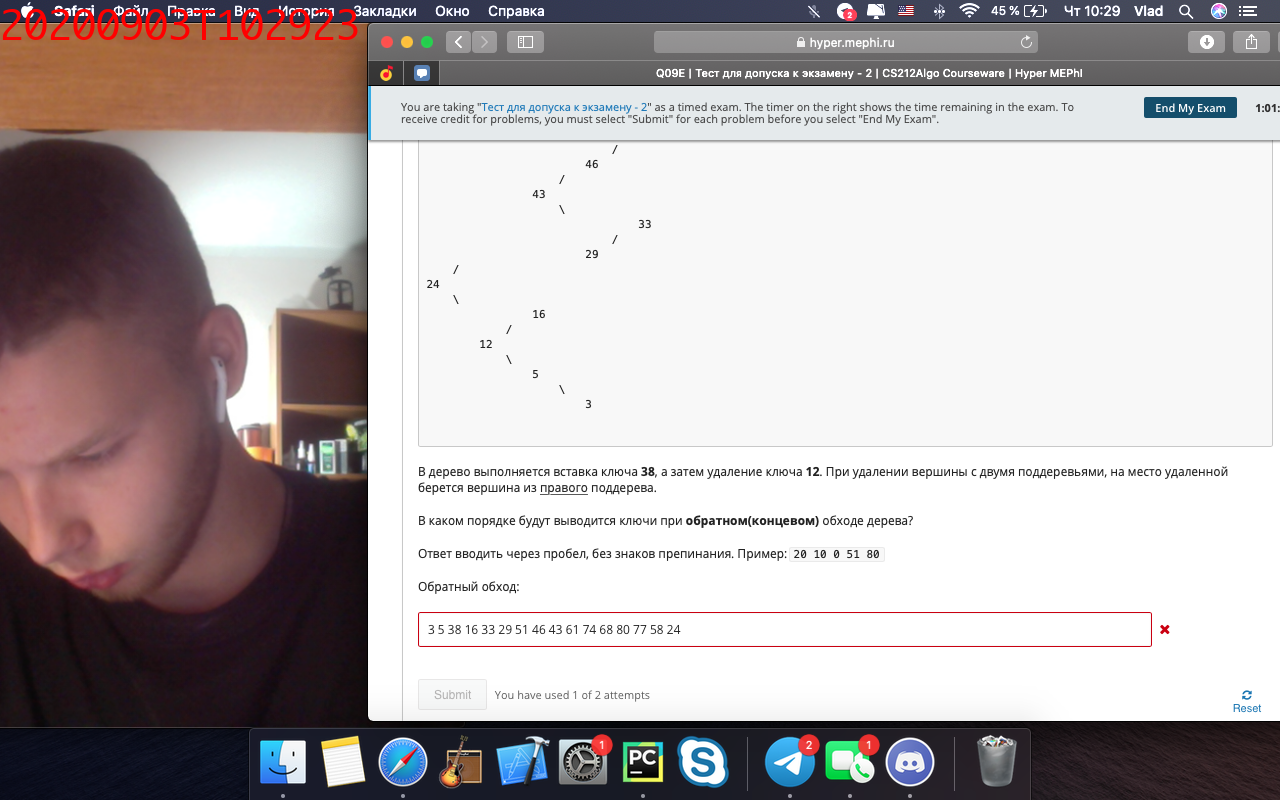 20200903T102923
Safari Файл Правка Вид История Закладки Окно Справка 2 45 % Чт 10:29 Vlad
hyper.mephi.ru
Q09E | Тест для допуска к экзамену - 2 | CS212Algo Courseware | Hyper MEPhI
You are taking "Тест для допуска к экзамену - 2" as a timed exam. The timer on the right shows the time remaining in the exam. To
receive credit for problems, you must select "Submit" for each problem before you select "End My Exam".
End My Exam
1:01:
/
46
/
43
\
33
/
29
/
24
\
16
/
12
\
5
\
3
В дерево выполняется вставка ключа 38, а затем удаление ключа 12. При удалении вершины с двумя поддеревьями, на место удаленной
берется вершина из правого поддерева.
В каком порядке будут выводится ключи при обратном(концевом) обходе дерева?
Ответ вводить через пробел, без знаков препинания. Пример: 20 10 0 51 80
Обратный обход:
3 5 38 16 33 29 51 46 43 61 74 68 80 77 58 24
Submit You have used 1 of 2 attempts
Reset
1 PC 2 1